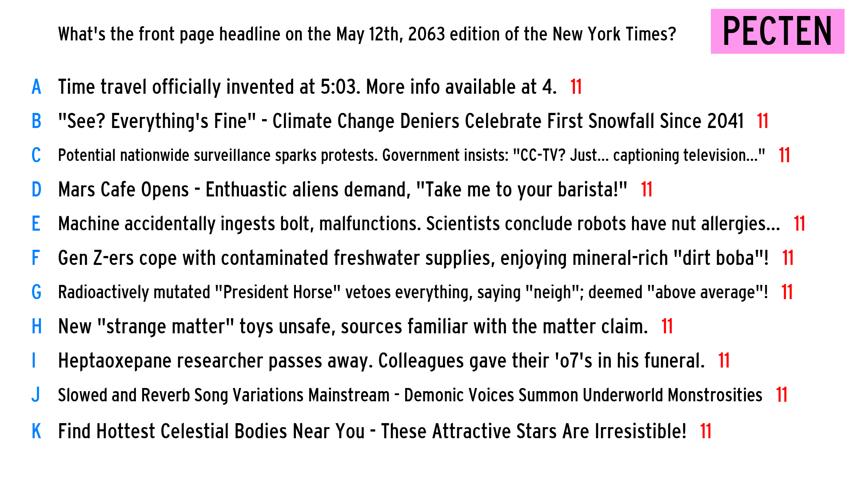 What's the front page headline on the May 12th, 2063 edition of the New York Times?
PECTEN
A Time travel officially invented at 5:03. More info available at 4. 11
B "See? Everything's Fine" - Climate Change Deniers Celebrate First Snowfall Since 2041 11
C Potential nationwide surveillance sparks protests. Government insists: "CC-TV? Just... captioning television..." 11
D Mars Cafe Opens - Enthuastic aliens demand, "Take me to your barista!" 11
E Machine accidentally ingests bolt, malfunctions. Scientists conclude robots have nut allergies... 11
F Gen Z-ers cope with contaminated freshwater supplies, enjoying mineral-rich "dirt boba"! 11
G Radioactively mutated "President Horse" vetoes everything, saying "neigh"; deemed "above average"! 11
H New "strange matter" toys unsafe, sources familiar with the matter claim. 11
I Heptaoxepane researcher passes away. Colleagues gave their 'o7's in his funeral. 11
J Slowed and Reverb Song Variations Mainstream - Demonic Voices Summon Underworld Monstrosities 11
K Find Hottest Celestial Bodies Near You - These Attractive Stars Are Irresistible! 11